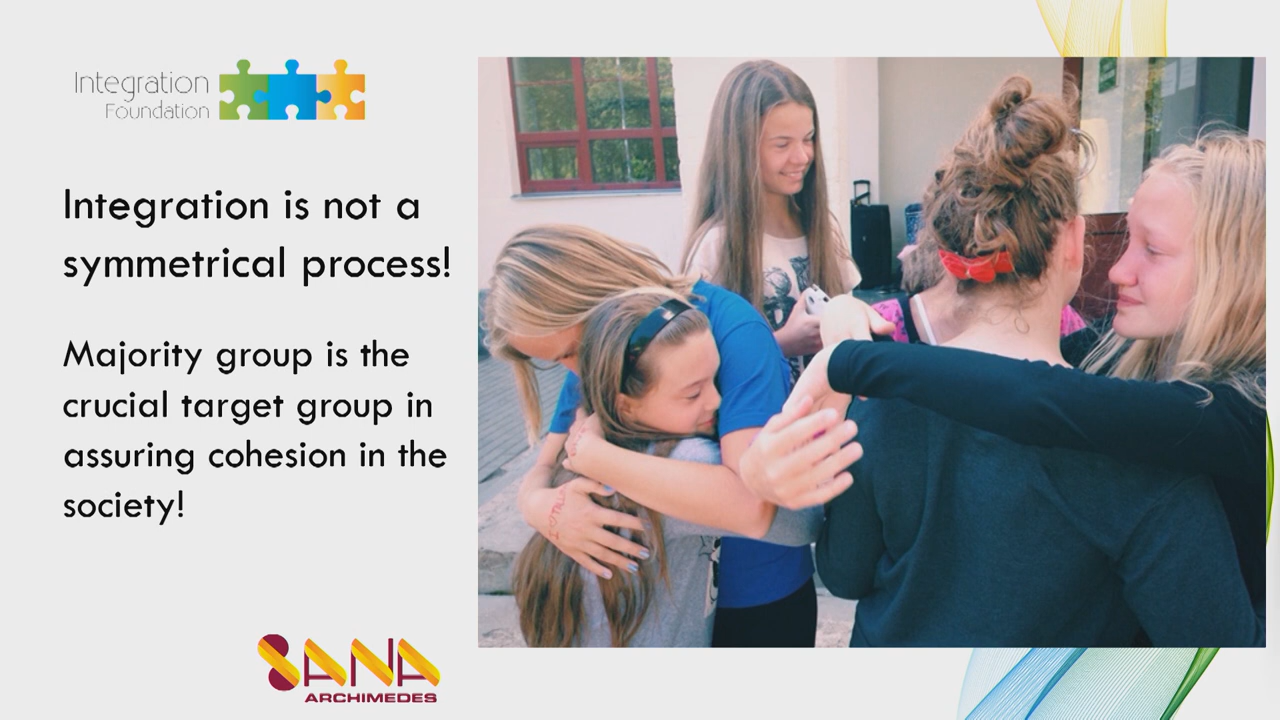 Integration
Foundation
Integration is not a
symmetrical process!
Majority group is the
crucial target group in
assuring cohesion in the
society!
SANA
ARCHIMEDES